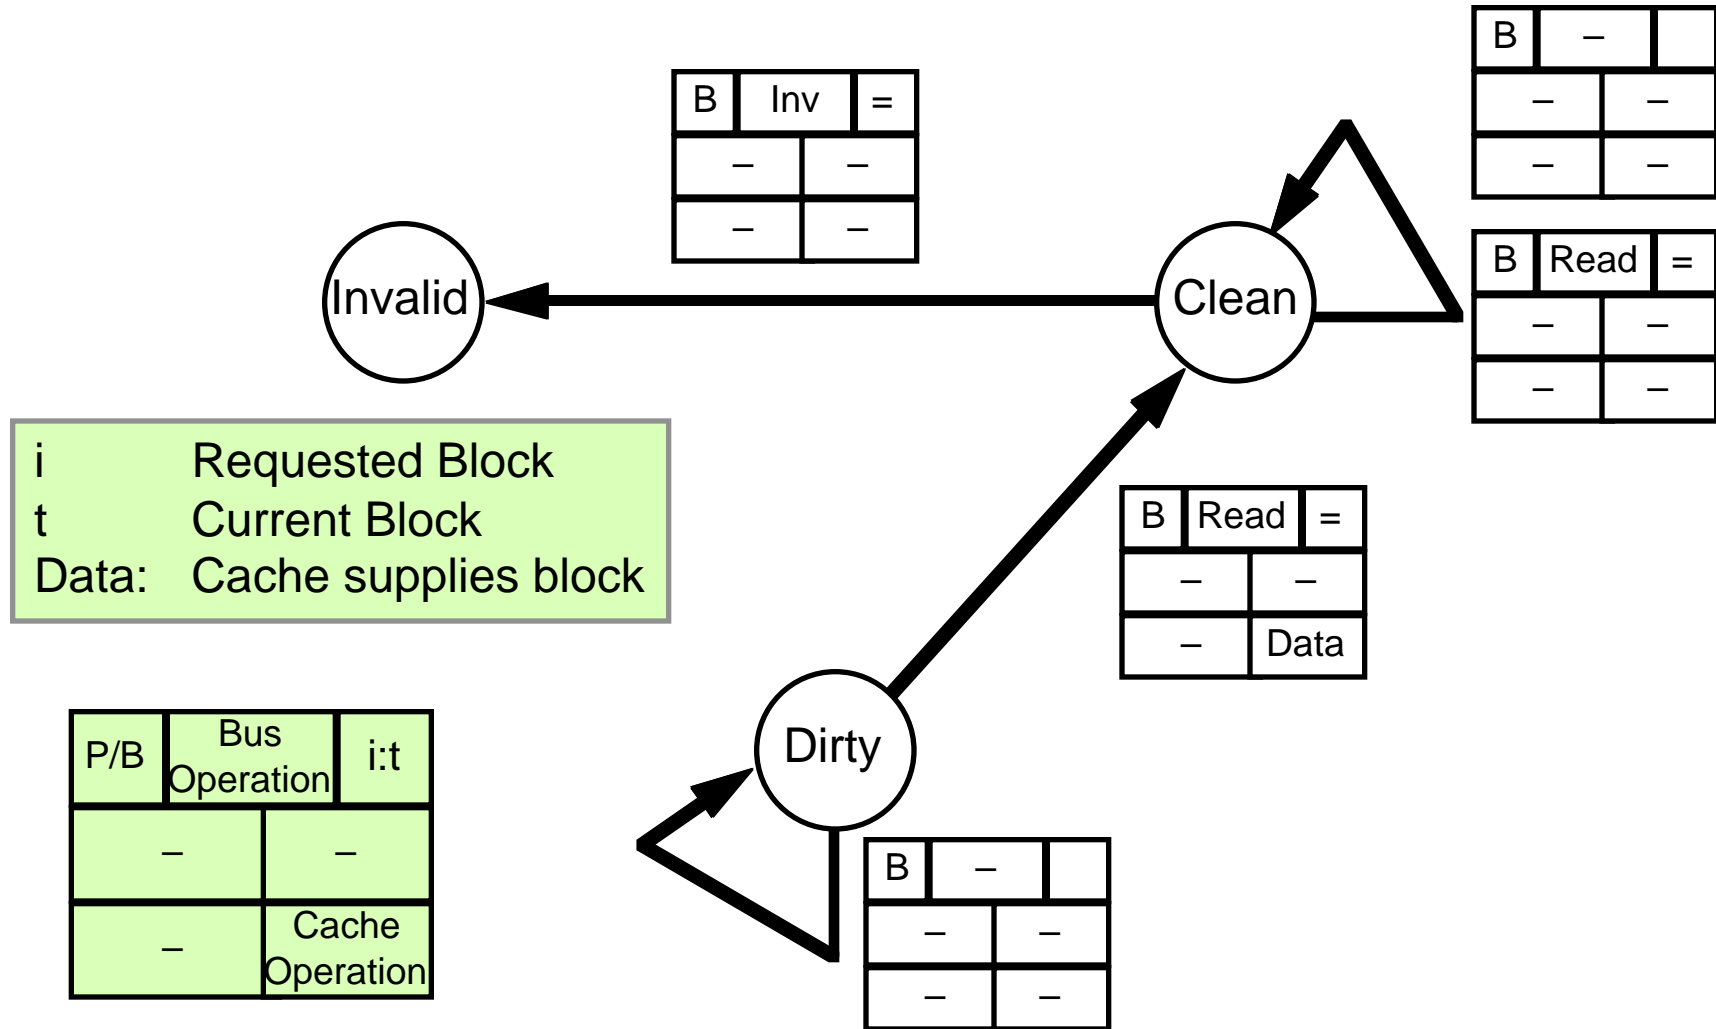 B –
– –
– –
B Inv =
– –
– –
Invalid
Clean
B Read =
– –
– –
i Requested Block
t Current Block
Data: Cache supplies block
B Read =
– –
– Data
P/B Bus Operation i:t
– –
– Cache Operation
Dirty
B –
– –
– –